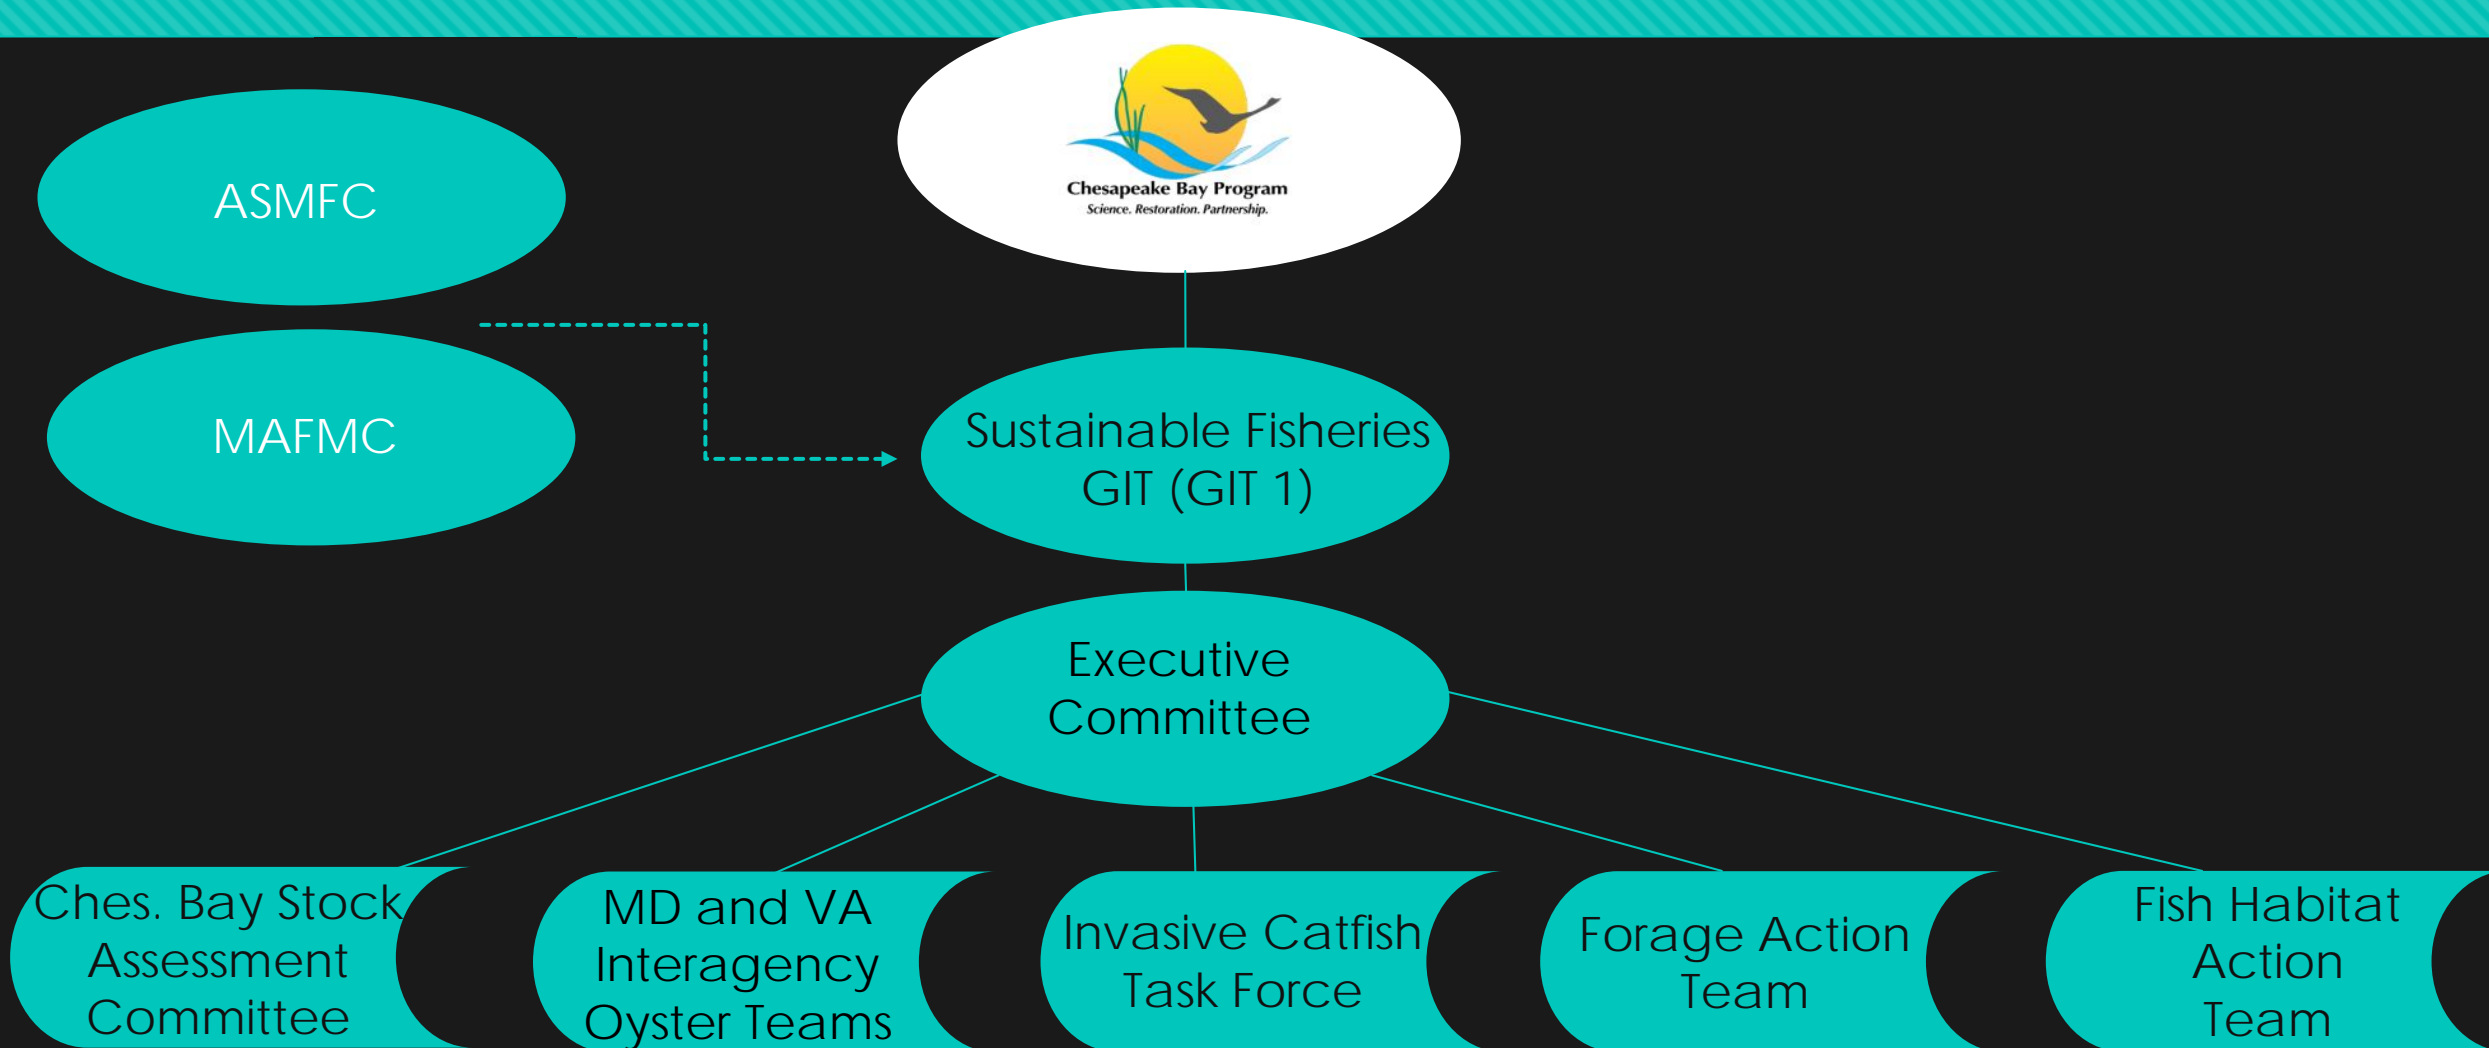 Chesapeake Bay Program
Science. Restoration. Partnership.
ASMFC
MAFMC
Sustainable Fisheries
GIT (GIT 1)
Executive
Committee
Ches. Bay Stock
Assessment
Committee
MD and VA
Interagency
Oyster Teams
Invasive Catfish
Task Force
Forage Action
Team
Fish Habitat
Action
Team